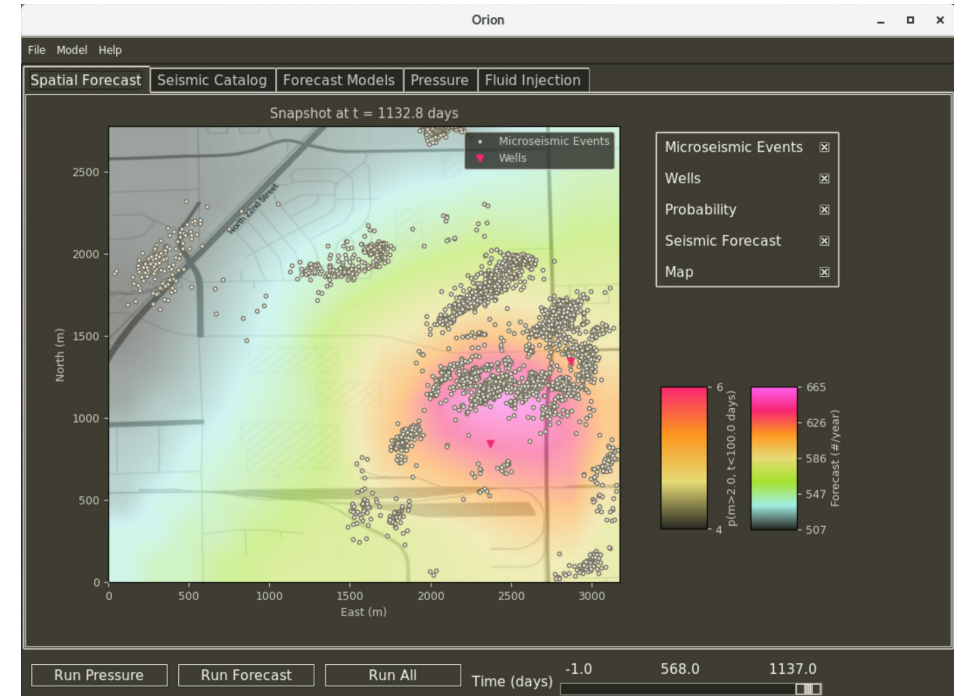 Orion
File Model Help
Spatial Forecast Seismic Catalog Forecast Models Pressure Fluid Injection
Snapshot at t = 1132.8 days
Microseismic Events
Wells
North 22nd Street
2500
2000
1500
1000
500
0
North (m)
0 500 1000 1500 2000 2500 3000
East (m)
Microseismic Events
Wells
Probability
Seismic Forecast
Map
6
4
p(m>2.0, t<100.0 days)
665
626
586
547
507
Forecast (#/year)
Run Pressure Run Forecast Run All Time (days) -1.0 568.0 1137.0